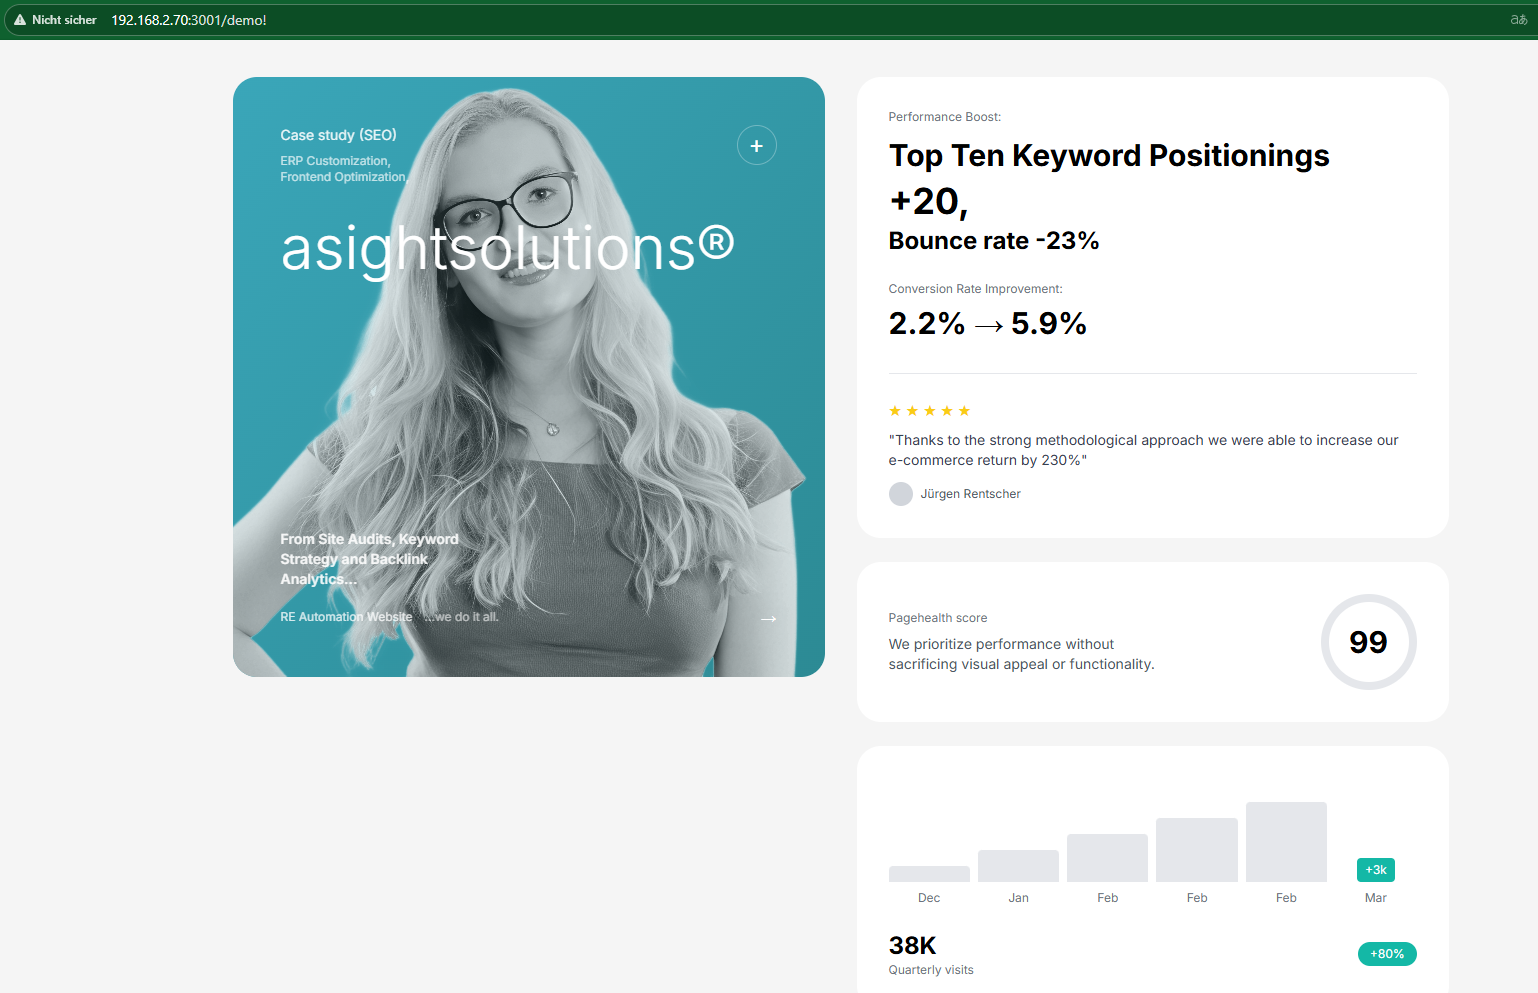 Nicht sicher 192.168.2.70:3001/demo!
aあ
Case study (SEO)
+
ERP Customization,
Frontend Optimization,
asightsolutions®
From Site Audits, Keyword
Strategy and Backlink
Analytics...
RE Automation Website ...we do it all.
→
Performance Boost:
Top Ten Keyword Positionings
+20,
Bounce rate -23%
Conversion Rate Improvement:
2.2% → 5.9%
★★★★★
"Thanks to the strong methodological approach we were able to increase our
e-commerce return by 230%"
Jürgen Rentscher
Pagehealth score
We prioritize performance without
sacrificing visual appeal or functionality.
99
+3k
Dec Jan Feb Feb Feb Mar
38K
+80%
Quarterly visits